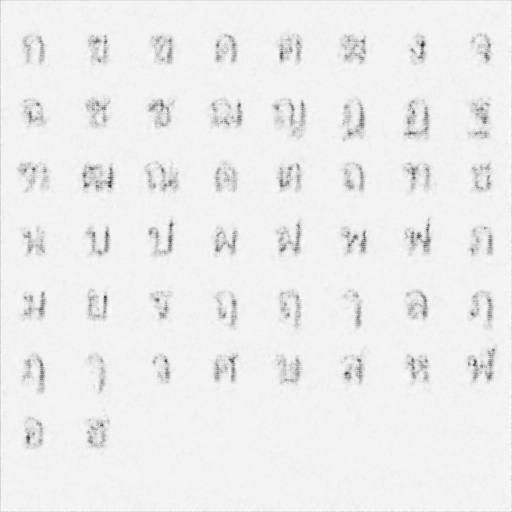 ก ข ฃ ค ฅ ฆ ง จ
ฉ ช ซ ฌ ญ ฎ ฏ ฐ
ฑ ฒ ณ ด ต ถ ท ธ
น บ ป ผ ฝ พ ฟ ภ
ม ย ร ฤ ฤ ๅ ล ฦ
ฦ ๅ ว ศ ษ ส ห ฬ
อ ฮ